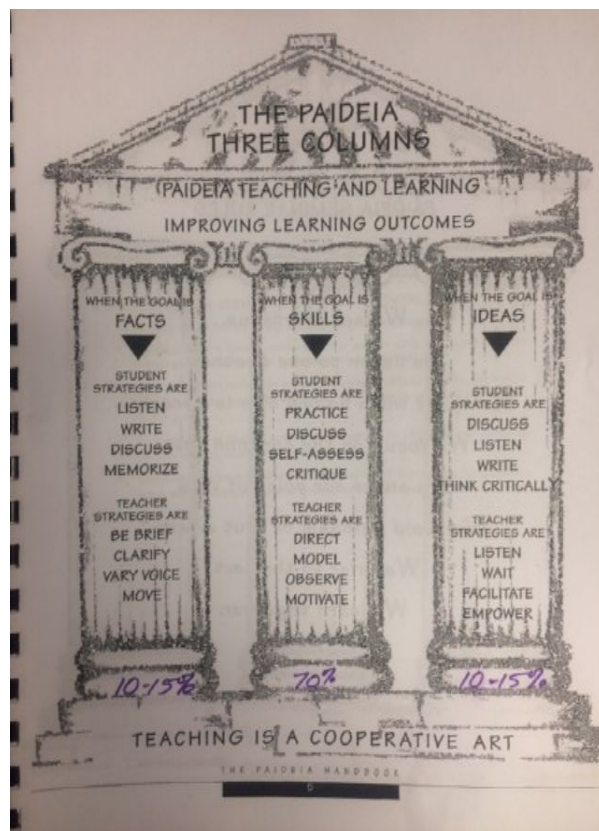 THE PAIDEIA
THREE COLUMNS
PAIDEIA TEACHING AND LEARNING
IMPROVING LEARNING OUTCOMES
WHEN THE GOAL IS
FACTS
STUDENT
STRATEGIES ARE
LISTEN
WRITE
DISCUSS
MEMORIZE
TEACHER
STRATEGIES ARE
BE BRIEF
CLARIFY
VARY VOICE
MOVE
10-15%
WHEN THE GOAL IS
SKILLS
STUDENT
STRATEGIES ARE
PRACTICE
DISCUSS
SELF-ASSESS
CRITIQUE
TEACHER
STRATEGIES ARE
DIRECT
MODEL
OBSERVE
MOTIVATE
70%
WHEN THE GOAL IS
IDEAS
STUDENT
STRATEGIES ARE
DISCUSS
LISTEN
WRITE
THINK CRITICALLY
TEACHER
STRATEGIES ARE
LISTEN
WAIT
FACILITATE
EMPOWER
10-15%
TEACHING IS A COOPERATIVE ART
THE PAIDEIA HANDBOOK